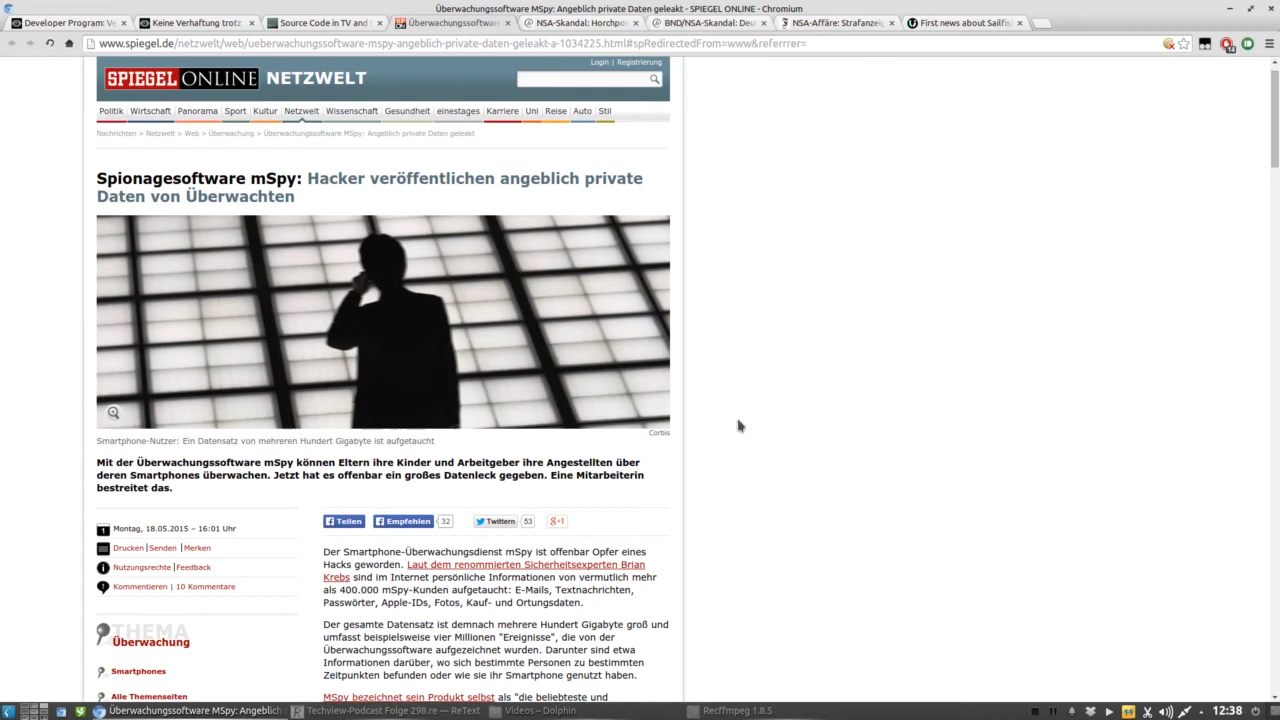 Überwachungssoftware MSpy: Angeblich private Daten geleakt - SPIEGEL ONLINE - Chromium
Developer Program: Ve
Keine Verhaftung trotz
Source Code in TV and
Überwachungssoftware
NSA-Skandal: Horchpos
BND/NSA-Skandal: Deu
NSA-Affäre: Strafanzeig
First news about Sailfis
www.spiegel.de/netzwelt/web/ueberwachungssoftware-mspy-angeblich-private-daten-geleakt-a-1034225.html#spRedirectedFrom=www&referrrer=
Login | Registrierung
SPIEGEL ONLINE NETZWELT
Politik Wirtschaft Panorama Sport Kultur Netzwelt Wissenschaft Gesundheit einestages Karriere Uni Reise Auto Stil
Nachrichten > Netzwelt > Web > Überwachung > Überwachungssoftware MSpy: Angeblich private Daten geleakt
Spionagesoftware mSpy: Hacker veröffentlichen angeblich private
Daten von Überwachten
Corbis
Smartphone-Nutzer: Ein Datensatz von mehreren Hundert Gigabyte ist aufgetaucht
Mit der Überwachungssoftware mSpy können Eltern ihre Kinder und Arbeitgeber ihre Angestellten über
deren Smartphones überwachen. Jetzt hat es offenbar ein großes Datenleck gegeben. Eine Mitarbeiterin
bestreitet das.
Montag, 18.05.2015 – 16:01 Uhr
Drucken | Senden | Merken
Nutzungsrechte | Feedback
Kommentieren | 10 Kommentare
THEMA
Überwachung
Smartphones
Alle Themenseiten
Teilen Empfehlen 32 Twittern 53 +1
Der Smartphone-Überwachungsdienst mSpy ist offenbar Opfer eines
Hacks geworden. Laut dem renommierten Sicherheitsexperten Brian
Krebs sind im Internet persönliche Informationen von vermutlich mehr
als 400.000 mSpy-Kunden aufgetaucht: E-Mails, Textnachrichten,
Passwörter, Apple-IDs, Fotos, Kauf- und Ortungsdaten.
Der gesamte Datensatz ist demnach mehrere Hundert Gigabyte groß und
umfasst beispielsweise vier Millionen "Ereignisse", die von der
Überwachungssoftware aufgezeichnet wurden. Darunter sind etwa
Informationen darüber, wo sich bestimmte Personen zu bestimmten
Zeitpunkten befunden oder wie sie ihr Smartphone genutzt haben.
MSpy bezeichnet sein Produkt selbst als "die beliebteste und
Überwachungssoftware MSpy: Angeblich
Techview-Podcast Folge 298.re — ReText
Videos – Dolphin
Recffmpeg 1.8.5
12:38